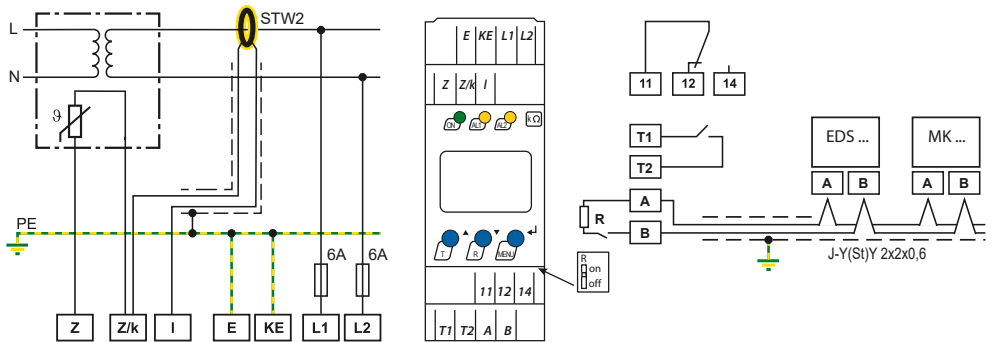 STW2
L
N
ϑ
PE
6A 6A
Z Z/k I E KE L1 L2
E KE L1 L2
Z Z/k I
ON AL1 AL2 kΩ
T R MENU
11 12 14
T1 T2 A B
R
on
off
11 12 14
T1
T2
A
R
B
EDS ... MK ...
A B A B
J-Y(St)Y 2x2x0,6